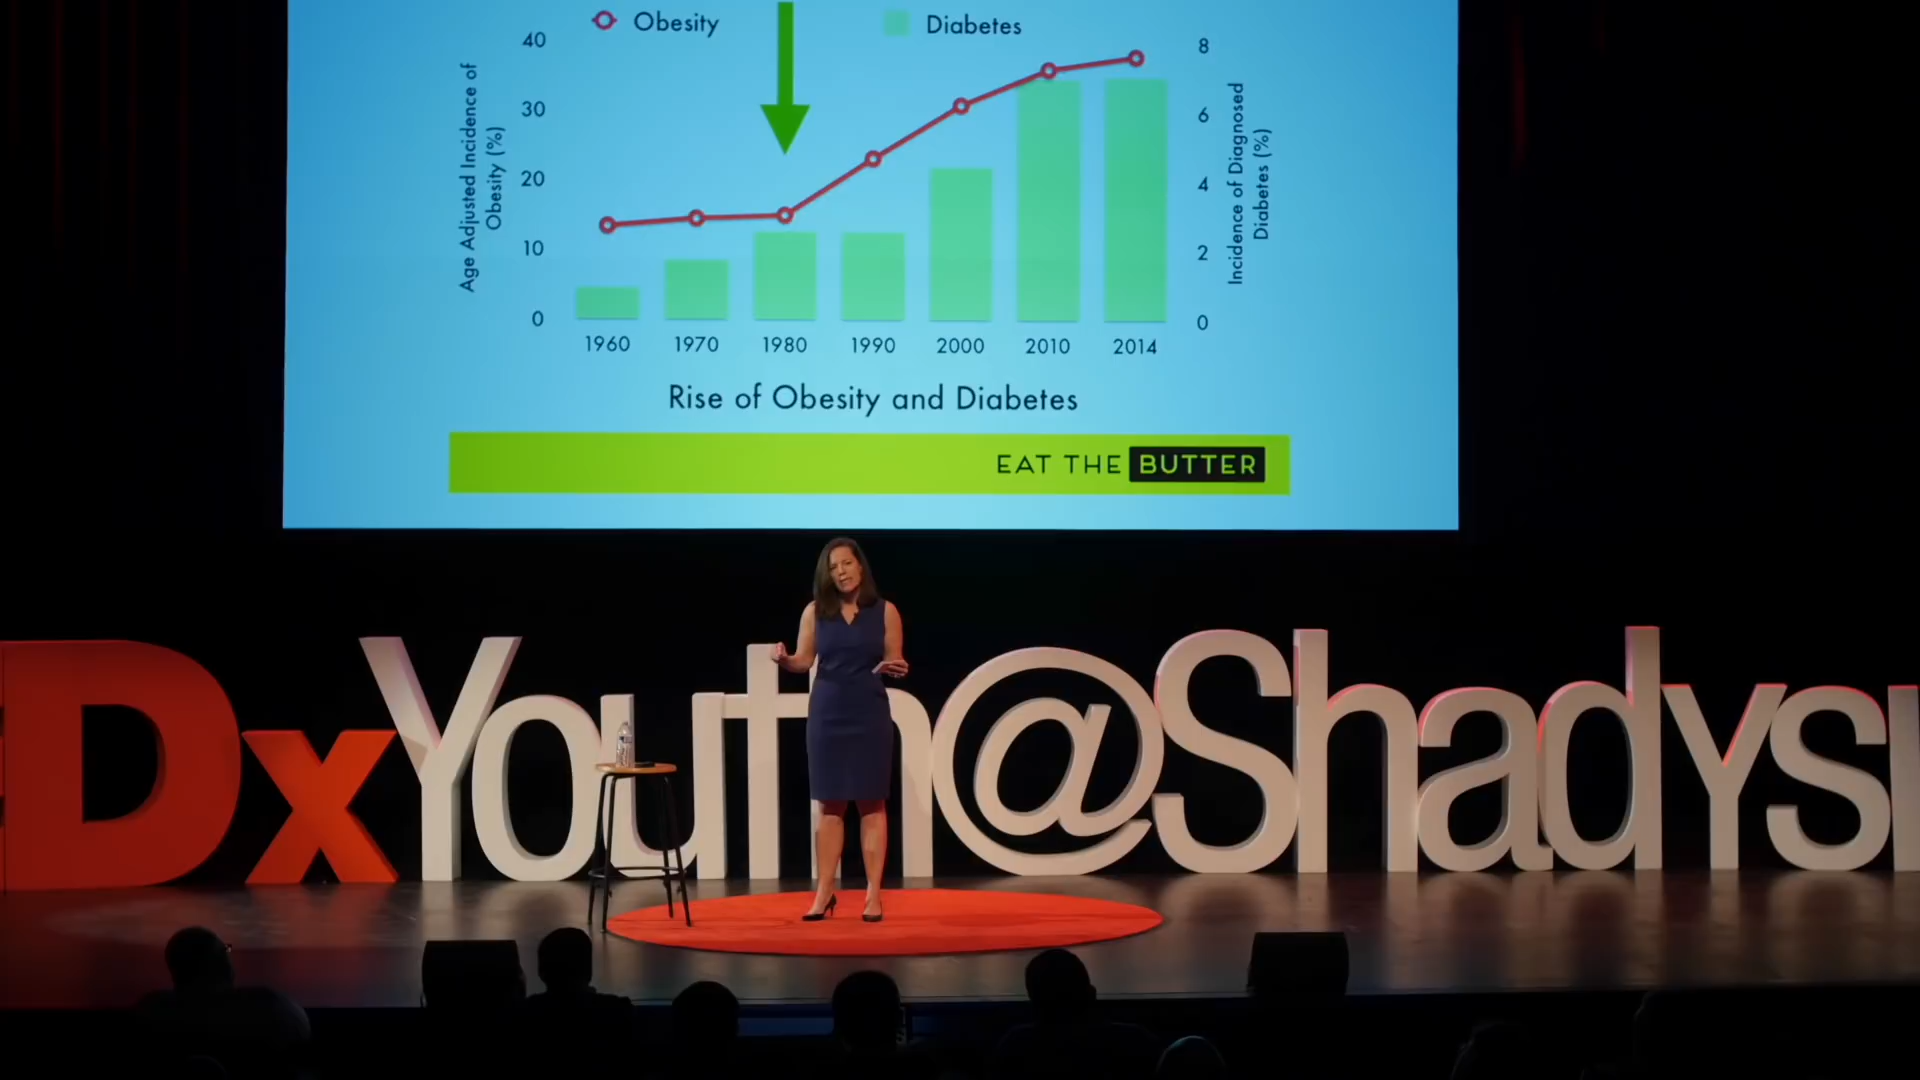 Obesity
Diabetes
40
30
20
10
0
Age Adjusted Incidence of
Obesity (%)
8
6
4
2
0
Incidence of Diagnosed
Diabetes (%)
1960 1970 1980 1990 2000 2010 2014
Rise of Obesity and Diabetes
EAT THE BUTTER
Dx Youth@Shadys